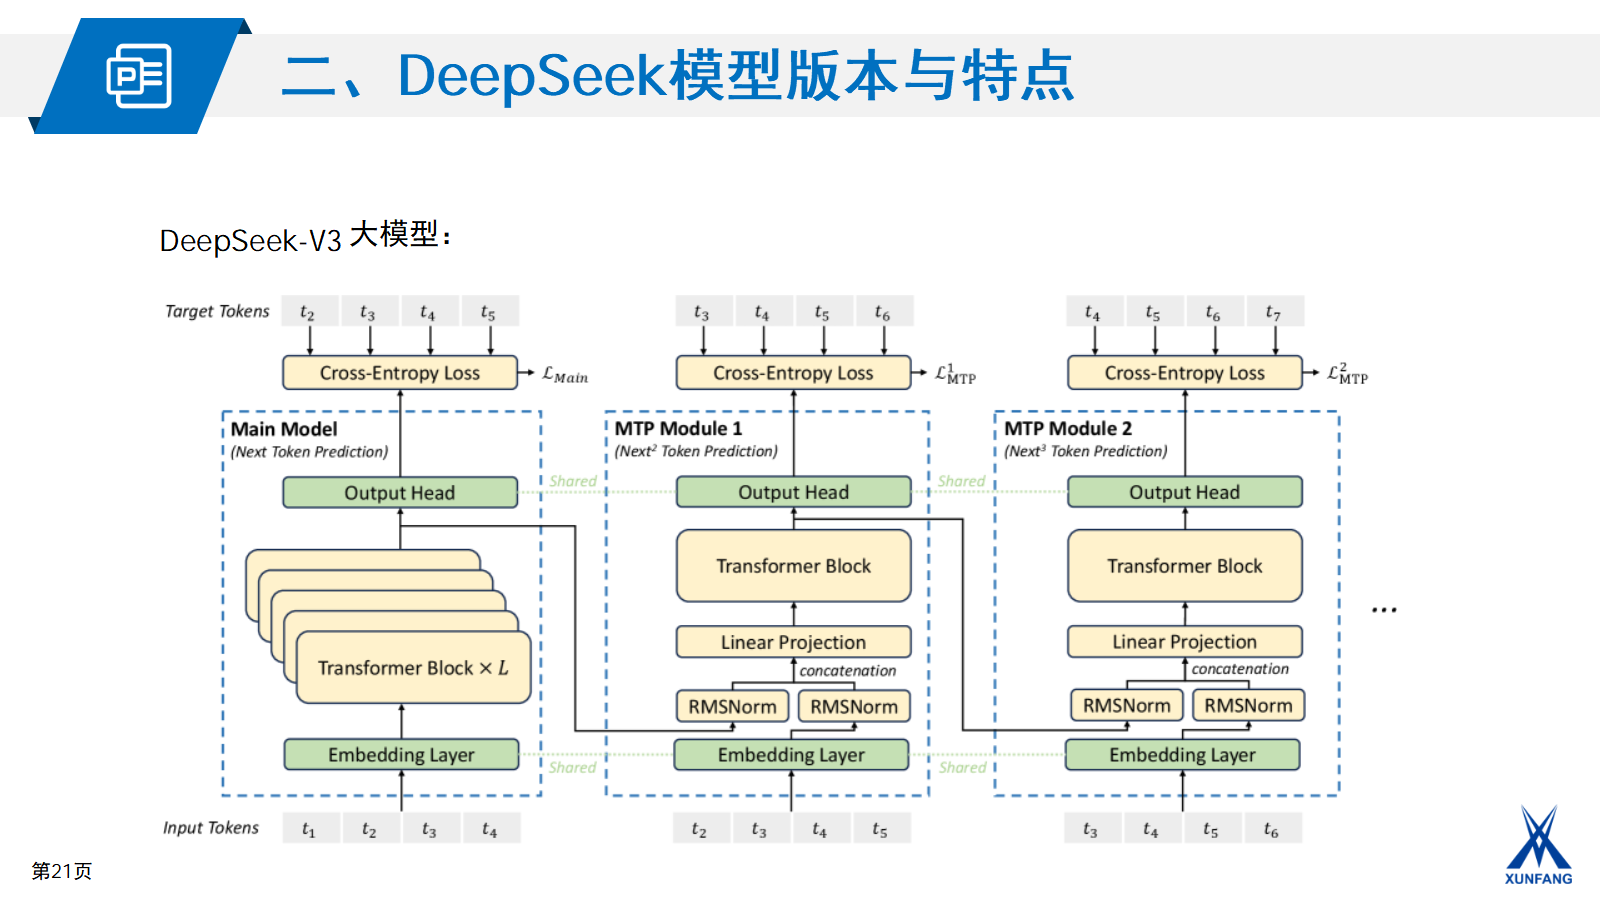 二、DeepSeek模型版本与特点
DeepSeek-V3 大模型：
Target Tokens t₂ t₃ t₄ t₅ t₃ t₄ t₅ t₆ t₄ t₅ t₆ t₇
Cross-Entropy Loss ℒ_Main Cross-Entropy Loss ℒ¹_MTP Cross-Entropy Loss ℒ²_MTP
Main Model MTP Module 1 MTP Module 2
(Next Token Prediction) (Next² Token Prediction) (Next³ Token Prediction)
Shared Shared
Output Head Output Head Output Head
Transformer Block Transformer Block
...
Linear Projection Linear Projection
Transformer Block × L concatenation concatenation
RMSNorm RMSNorm RMSNorm RMSNorm
Embedding Layer Embedding Layer Embedding Layer
Shared Shared
Input Tokens t₁ t₂ t₃ t₄ t₂ t₃ t₄ t₅ t₃ t₄ t₅ t₆
第21页
XUNFANG